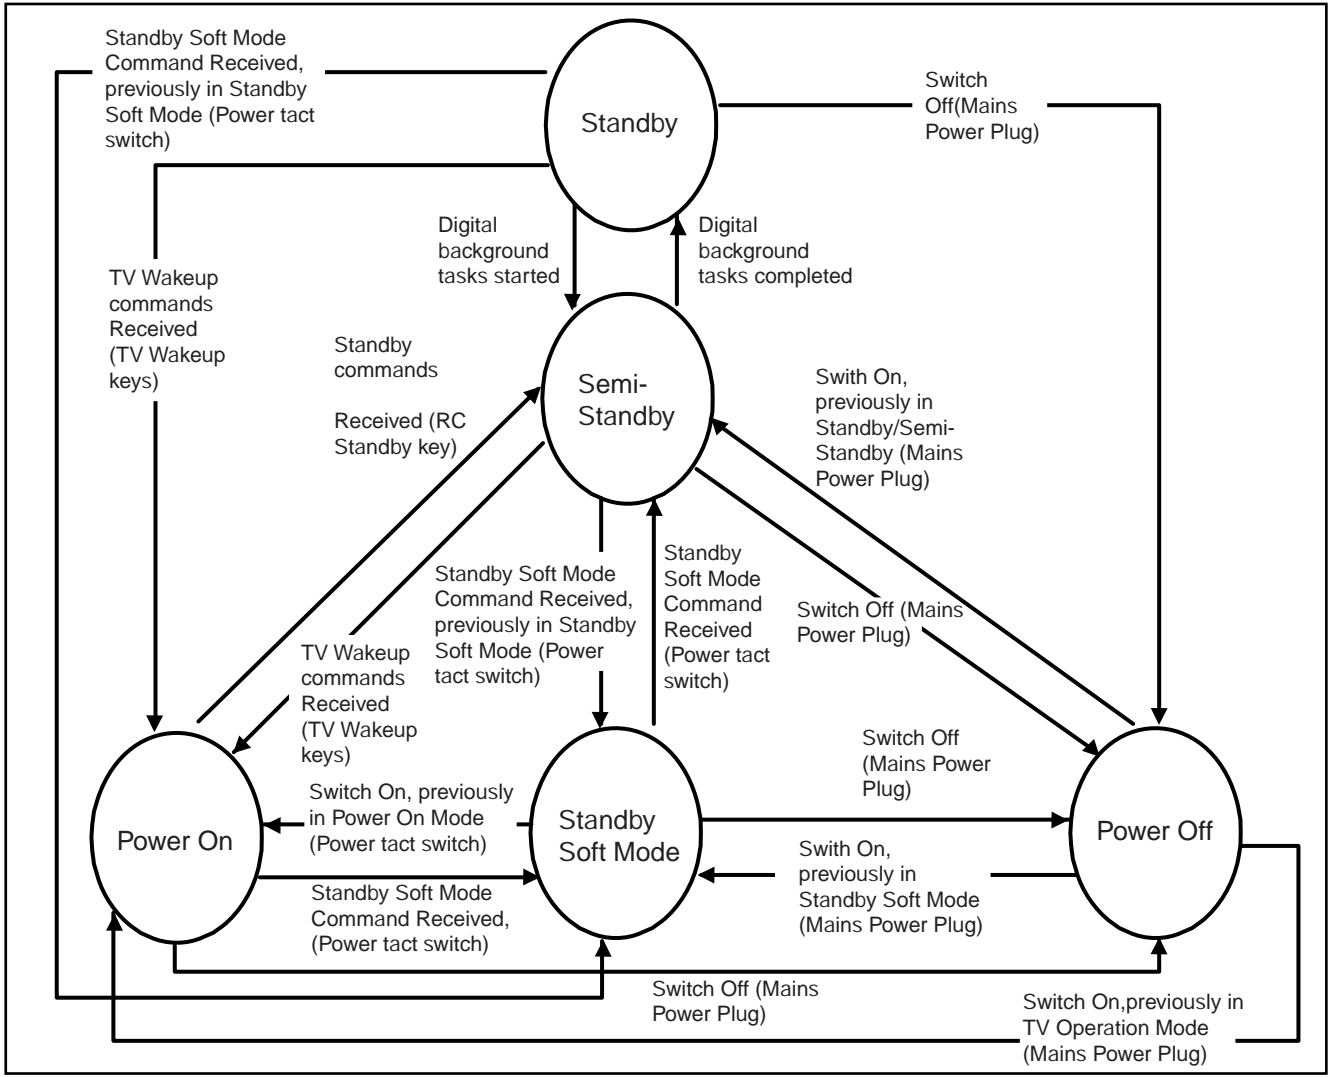 Standby Soft Mode
Command Received,
previously in Standby
Soft Mode (Power tact
switch)
Standby
Switch
Off(Mains
Power Plug)
Digital
background
tasks started
Digital
background
tasks completed
TV Wakeup
commands
Received
(TV Wakeup
keys)
Standby
commands
Received (RC
Standby key)
Semi-
Standby
Swith On,
previously in
Standby/Semi-
Standby (Mains
Power Plug)
Standby Soft Mode
Command Received,
previously in Standby
Soft Mode (Power
tact switch)
Standby
Soft Mode
Command
Received
(Power tact
switch)
Switch Off (Mains
Power Plug)
TV Wakeup
commands
Received
(TV Wakeup
keys)
Switch Off
(Mains Power
Plug)
Switch On, previously
in Power On Mode
(Power tact switch)
Power On
Standby
Soft Mode
Power Off
Swith On,
previously in
Standby Soft Mode
(Mains Power Plug)
Standby Soft Mode
Command Received,
(Power tact switch)
Switch Off (Mains
Power Plug)
Switch On,previously in
TV Operation Mode
(Mains Power Plug)